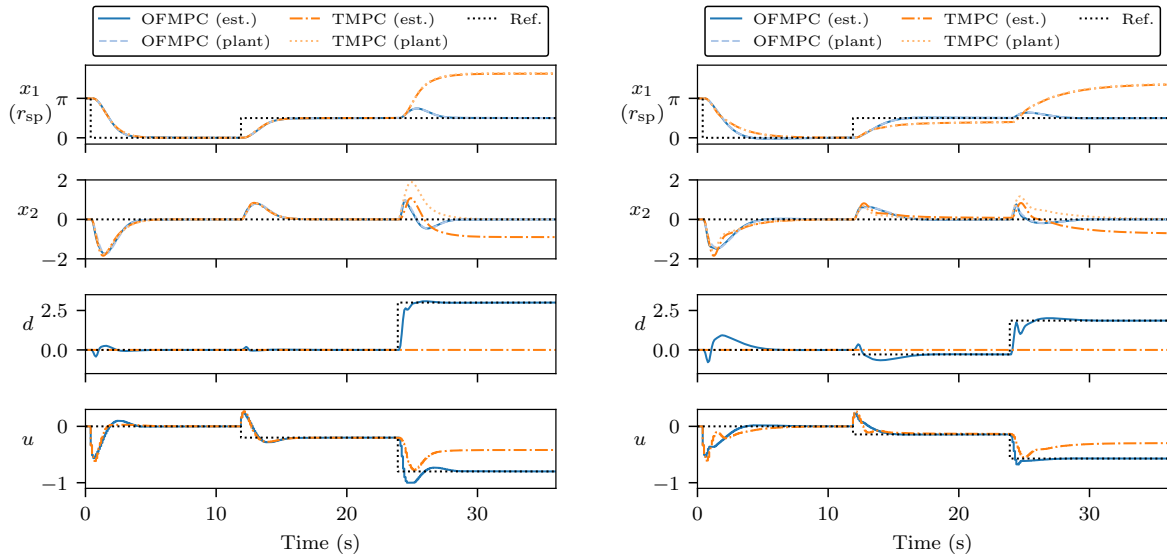 OFMPC (est.) TMPC (est.) Ref.
OFMPC (plant) TMPC (plant)
x₁
(r_sp)
π
0
x₂
2
0
−2
d
2.5
0.0
u
0
−1
0 10 20 30
Time (s)
OFMPC (est.) TMPC (est.) Ref.
OFMPC (plant) TMPC (plant)
x₁
(r_sp)
π
0
x₂
2
0
−2
d
2.5
0.0
u
0
−1
0 10 20 30
Time (s)